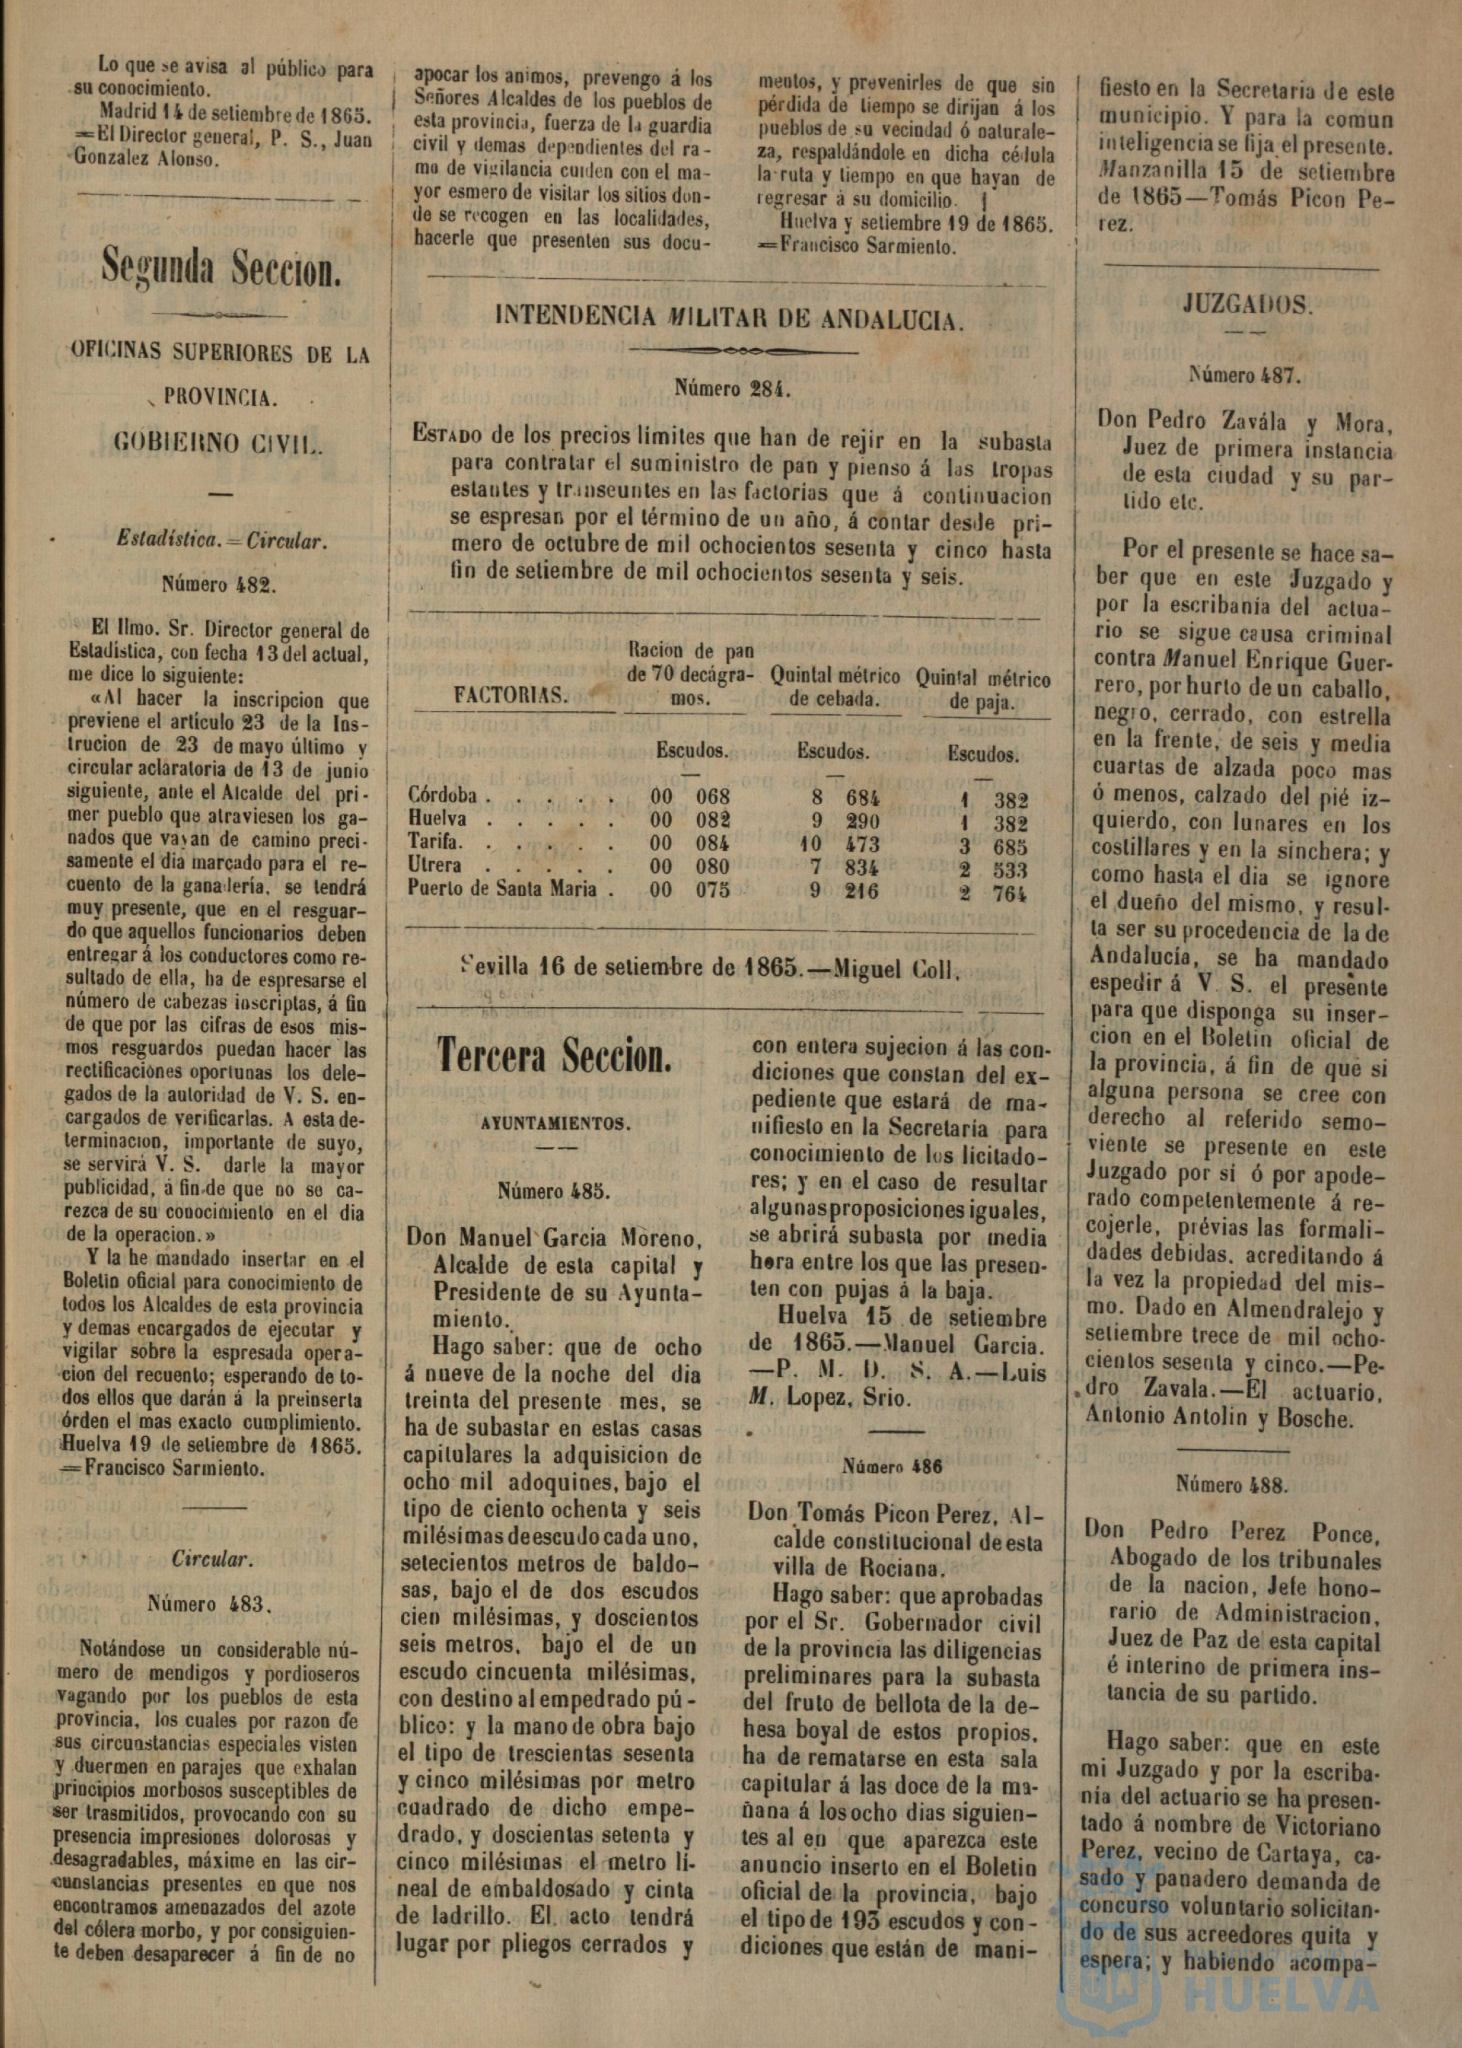 Lo que se avisa al público para
su conocimiento.
Madrid 14 de setiembre de 1865.
=El Director general, P. S., Juan
Gonzalez Alonso.
Segunda Seccion.
OFICINAS SUPERIORES DE LA
PROVINCIA.
GOBIERNO CIVIL.
Estadística.=Circular.
Número 482.
El Ilmo. Sr. Director general de
Estadística, con fecha 13 del actual,
me dice lo siguiente:
«Al hacer la inscripcion que
previene el articulo 23 de la Ins-
trucion de 23 de mayo último y
circular aclaratoria de 13 de junio
siguiente, ante el Alcalde del pri-
mer pueblo que atraviesen los ga-
nados que vayan de camino preci-
samente el dia marcado para el re-
cuento de la ganadería, se tendrá
muy presente, que en el resguar-
do que aquellos funcionarios deben
entregar á los conductores como re-
sultado de ella, ha de espresarse el
número de cabezas inscriptas, á fin
de que por las cifras de esos mis-
mos resguardos puedan hacer las
rectificaciones oportunas los dele-
gados de la autoridad de V. S. en-
cargados de verificarlas. A esta de-
terminacion, importante de suyo,
se servirá V. S. darle la mayor
publicidad, á fin de que no se ca-
rezca de su conocimiento en el dia
de la operacion.»
Y la he mandado insertar en el
Boletin oficial para conocimiento de
todos los Alcaldes de esta provincia
y demas encargados de ejecutar y
vigilar sobre la espresada opera-
cion del recuento; esperando de to-
dos ellos que darán á la preinserta
órden el mas exacto cumplimiento.
Huelva 19 de setiembre de 1865.
=Francisco Sarmiento.
Circular.
Número 483.
Notándose un considerable nú-
mero de mendigos y pordioseros
vagando por los pueblos de esta
provincia, los cuales por razon de
sus circunstancias especiales visten
y duermen en parajes que exhalan
principios morbosos susceptibles de
ser trasmitidos, provocando con su
presencia impresiones dolorosas y
desagradables, máxime en las cir-
cunstancias presentes en que nos
encontramos amenazados del azote
del cólera morbo, y por consiguien-
te deben desaparecer á fin de no
apocar los animos, prevengo á los
Señores Alcaldes de los pueblos de
esta provincia, fuerza de la guardia
civil y demas dependientes del ra-
mo de vigilancia cuiden con el ma-
yor esmero de visitar los sitios don-
de se recogen en las localidades,
hacerle que presenten sus docu-
mentos, y prevenirles de que sin
pérdida de tiempo se dirijan á los
pueblos de su vecindad ó naturale-
za, respaldándole en dicha cédula
la ruta y tiempo en que hayan de
regresar á su domicilio.
Huelva y setiembre 19 de 1865.
=Francisco Sarmiento.
INTENDENCIA MILITAR DE ANDALUCIA.
Número 284.
ESTADO de los precios limites que han de rejir en la subasta
para contratar el suministro de pan y pienso á las tropas
estantes y transeuntes en las factorias que á continuacion
se espresan por el término de un año, á contar desde pri-
mero de octubre de mil ochocientos sesenta y cinco hasta
fin de setiembre de mil ochocientos sesenta y seis.
FACTORIAS. Racion de pan de 70 decágra- mos. Quintal métrico de cebada. Quintal métrico de paja.
Escudos. Escudos. Escudos.
Córdoba . . . . . 00 068 8 684 1 382
Huelva . . . . . 00 082 9 290 1 382
Tarifa. . . . . . 00 084 10 473 3 685
Utrera . . . . . 00 080 7 834 2 533
Puerto de Santa Maria . 00 075 9 216 2 764
Sevilla 16 de setiembre de 1865.—Miguel Coll.
Tercera Seccion.
AYUNTAMIENTOS.
Número 485.
Don Manuel Garcia Moreno,
Alcalde de esta capital y
Presidente de su Ayunta-
miento.
Hago saber: que de ocho
á nueve de la noche del dia
treinta del presente mes, se
ha de subastar en estas casas
capitulares la adquisicion de
ocho mil adoquines, bajo el
tipo de ciento ochenta y seis
milésimas de escudo cada uno,
setecientos metros de baldo-
sas, bajo el de dos escudos
cien milésimas, y doscientos
seis metros, bajo el de un
escudo cincuenta milésimas,
con destino al empedrado pú-
blico: y la mano de obra bajo
el tipo de trescientas sesenta
y cinco milésimas por metro
cuadrado de dicho empe-
drado, y doscientas setenta y
cinco milésimas el metro li-
neal de embaldosado y cinta
de ladrillo. El acto tendrá
lugar por pliegos cerrados y
con entera sujecion á las con-
diciones que constan del ex-
pediente que estará de ma-
nifiesto en la Secretaría para
conocimiento de los licitado-
res; y en el caso de resultar
algunas proposiciones iguales,
se abrirá subasta por media
hora entre los que las presen-
ten con pujas á la baja.
Huelva 15 de setiembre
de 1865.—Manuel Garcia.
—P. M. D. S. A.—Luis
M. Lopez, Srio.
Número 486
Don Tomás Picon Perez, Al-
calde constitucional de esta
villa de Rociana.
Hago saber: que aprobadas
por el Sr. Gobernador civil
de la provincia las diligencias
preliminares para la subasta
del fruto de bellota de la de-
hesa boyal de estos propios,
ha de rematarse en esta sala
capitular á las doce de la ma-
ñana á los ocho dias siguien-
tes al en que aparezca este
anuncio inserto en el Boletin
oficial de la provincia, bajo
el tipo de 193 escudos y con-
diciones que están de mani-
fiesto en la Secretaria de este
municipio. Y para la comun
inteligencia se fija el presente.
Manzanilla 15 de setiembre
de 1865—Tomás Picon Pe-
rez.
JUZGADOS.
Número 487.
Don Pedro Zavála y Mora,
Juez de primera instancia
de esta ciudad y su par-
tido etc.
Por el presente se hace sa-
ber que en este Juzgado y
por la escribanía del actua-
rio se sigue causa criminal
contra Manuel Enrique Guer-
rero, por hurto de un caballo,
negro, cerrado, con estrella
en la frente, de seis y media
cuartas de alzada poco mas
ó menos, calzado del pié iz-
quierdo, con lunares en los
costillares y en la sinchera; y
como hasta el dia se ignore
el dueño del mismo, y resul-
ta ser su procedencia de la de
Andalucía, se ha mandado
espedir á V. S. el presente
para que disponga su inser-
cion en el Boletin oficial de
la provincia, á fin de que si
alguna persona se cree con
derecho al referido semo-
viente se presente en este
Juzgado por si ó por apode-
rado competentemente á re-
cojerle, prévias las formali-
dades debidas, acreditando á
la vez la propiedad del mis-
mo. Dado en Almendralejo y
setiembre trece de mil ocho-
cientos sesenta y cinco.—Pe-
dro Zavala.—El actuario,
Antonio Antolin y Bosche.
Número 488.
Don Pedro Perez Ponce,
Abogado de los tribunales
de la nacion, Jefe hono-
rario de Administracion,
Juez de Paz de esta capital
é interino de primera ins-
tancia de su partido.
Hago saber: que en este
mi Juzgado y por la escriba-
nía del actuario se ha presen-
tado á nombre de Victoriano
Perez, vecino de Cartaya, ca-
sado y panadero demanda de
concurso voluntario solicitan-
do de sus acreedores quita y
espera; y habiendo acompa-
HUELVA